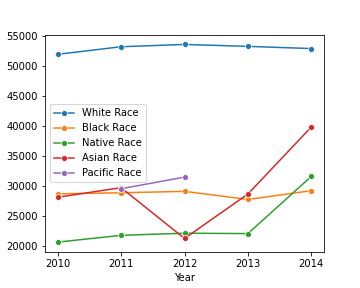 55000
50000
45000
40000
35000
30000
25000
20000
White Race
Black Race
Native Race
Asian Race
Pacific Race
2010 2011 2012 2013 2014
Year